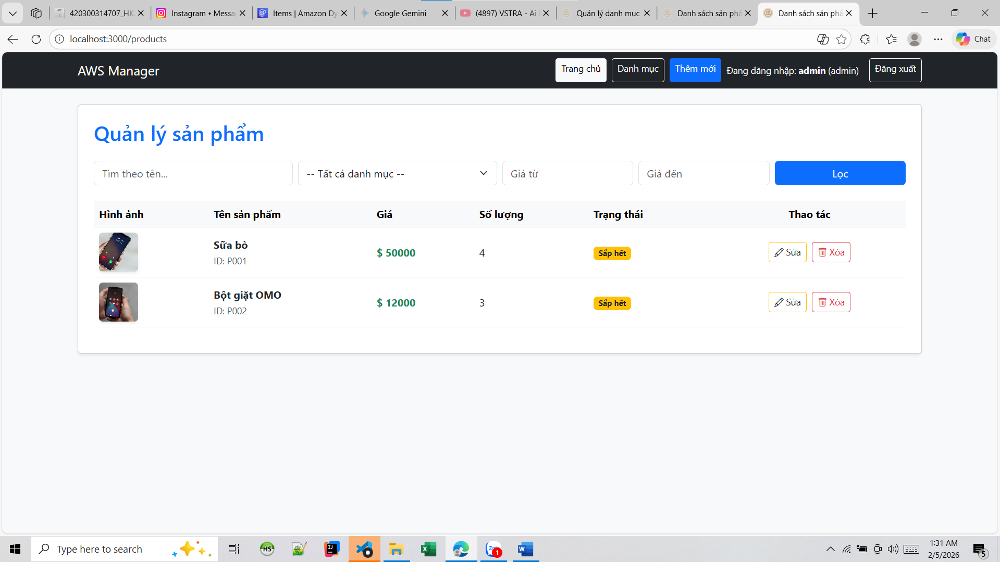 420300314707_HK
Instagram • Messa
Items | Amazon Dy
Google Gemini
(4897) VSTRA - Ai
Quản lý danh mục
Danh sách sản phẩ
Danh sách sản phẩ
localhost:3000/products
Chat
AWS Manager
Trang chủ
Danh mục
Thêm mới
Đang đăng nhập: admin (admin)
Đăng xuất
Quản lý sản phẩm
Tìm theo tên...
-- Tất cả danh mục --
Giá từ
Giá đến
Lọc
Hình ảnh Tên sản phẩm Giá Số lượng Trạng thái Thao tác
Sữa bò
ID: P001
$ 50000
4
Sắp hết
Sửa
Xóa
Bột giặt OMO
ID: P002
$ 12000
3
Sắp hết
Sửa
Xóa
Type here to search
HS
IJ
1
W
1:31 AM
2/5/2026
5